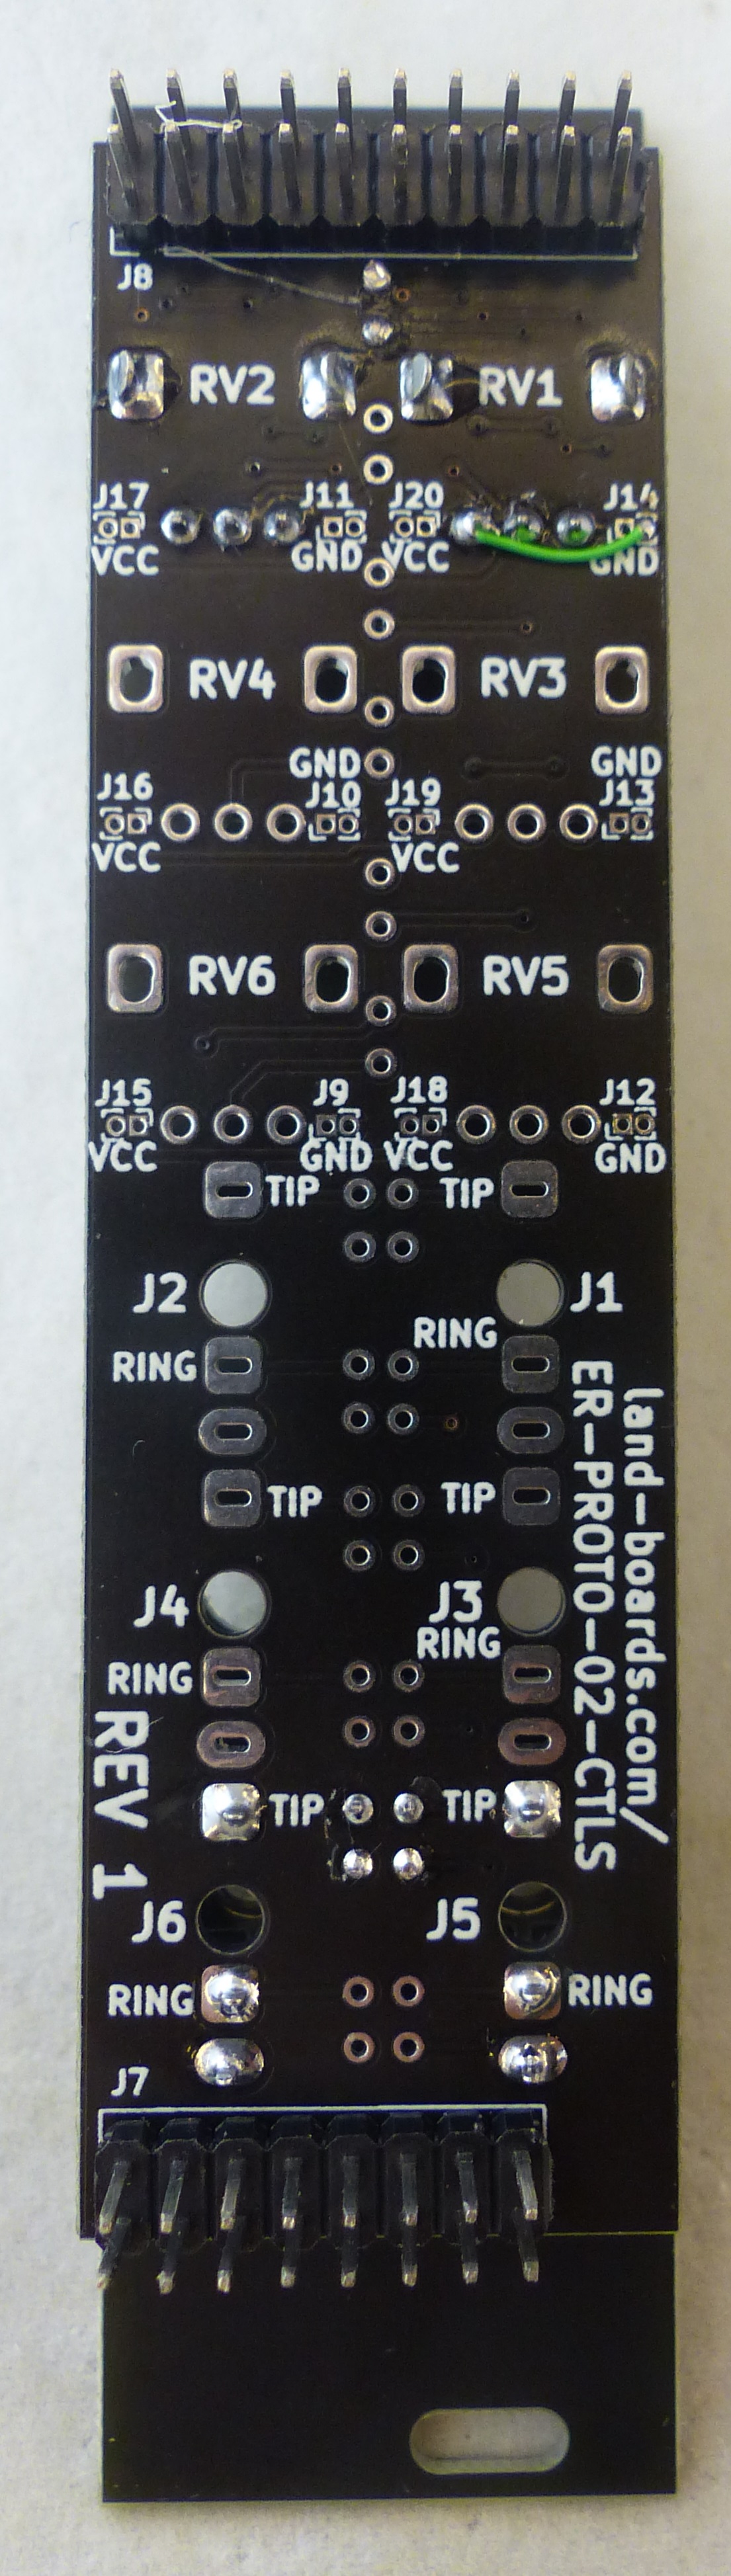 J8
RV2 RV1
J17 J11 J20 J14
VCC GND VCC GND
RV4 RV3
GND GND
J16 J10 J19 J13
VCC VCC
RV6 RV5
J15 J9 J18 J12
VCC GND VCC GND
TIP TIP
J2 J1
RING RING
TIP TIP
J4 J3
RING RING
TIP TIP
J6 J5
RING RING
J7
land-boards.com/
ER-PROTO-02-CTLS
REV 1